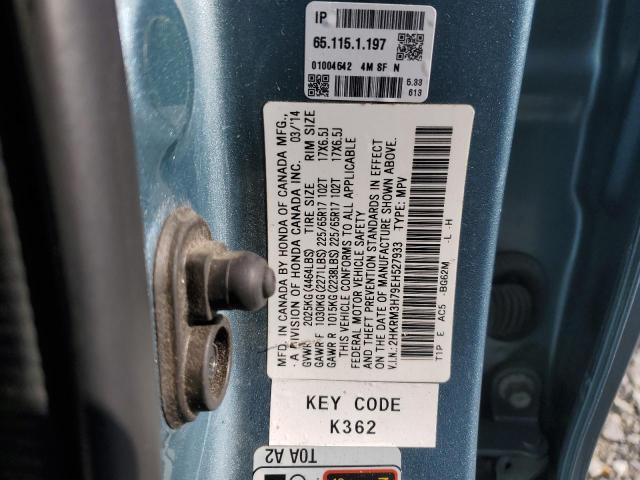 IP
65.115.1.197
01004642 4M SF N
5.33
613
MFD. IN CANADA BY HONDA OF CANADA MFG.,
A DIVISION OF HONDA CANADA INC. 03/'14
GVWR 2025KG(4464LBS) TIRE SIZE RIM SIZE
GAWR F 1030KG(2271LBS) 225/65R17 102T 17X6.5J
GAWR R 1015KG(2238LBS) 225/65R17 102T 17X6.5J
THIS VEHICLE CONFORMS TO ALL APPLICABLE
FEDERAL MOTOR VEHICLE SAFETY
AND THEFT PREVENTION STANDARDS IN EFFECT
ON THE DATE OF MANUFACTURE SHOWN ABOVE.
V.I.N.: 2HKRM3H79EH527933 TYPE: MPV
T1P E AC5 -BG62M -L -H
KEY CODE
K362
T0A A2